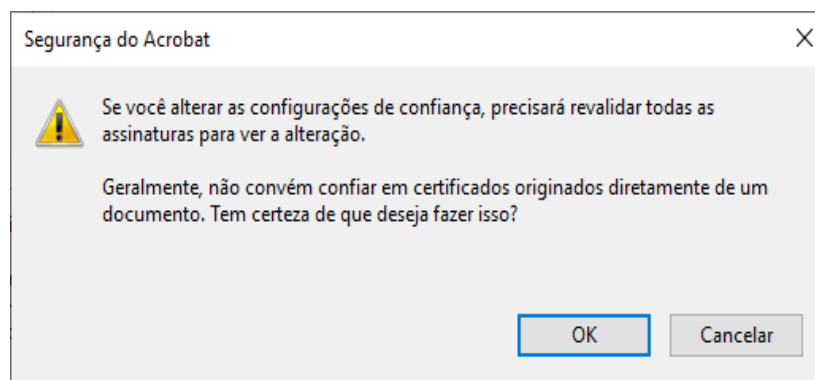 Segurança do Acrobat
Se você alterar as configurações de confiança, precisará revalidar todas as
assinaturas para ver a alteração.
Geralmente, não convém confiar em certificados originados diretamente de um
documento. Tem certeza de que deseja fazer isso?
OK
Cancelar